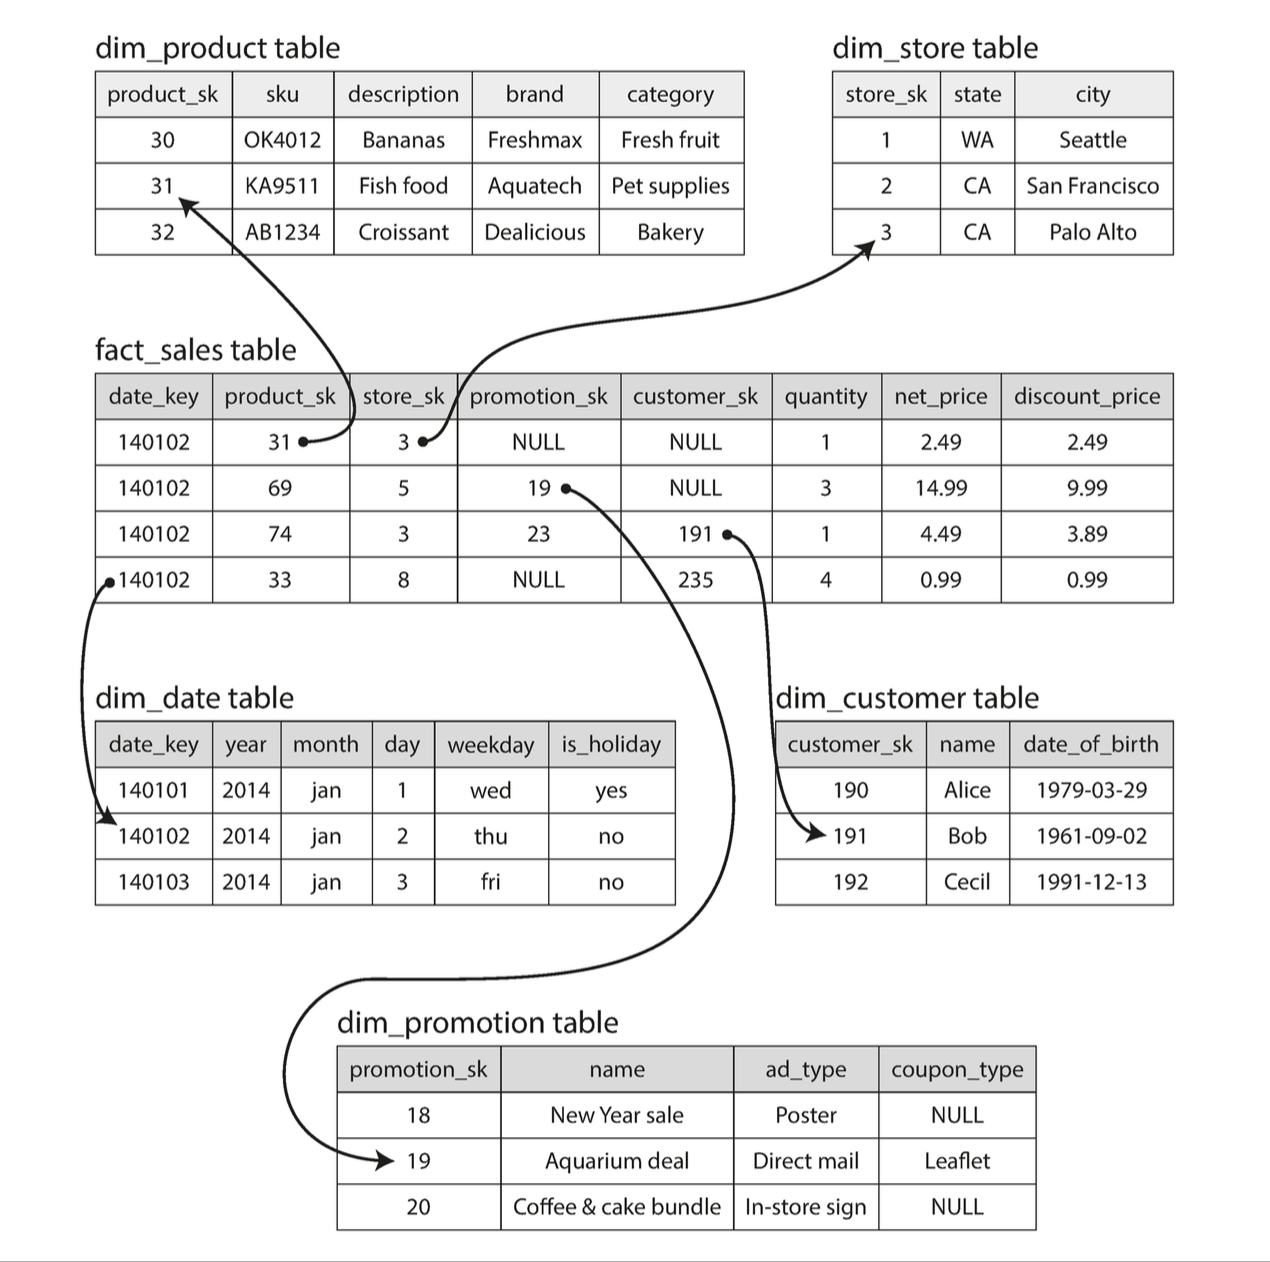 dim_product table
product_sk sku description brand category
30 OK4012 Bananas Freshmax Fresh fruit
31 KA9511 Fish food Aquatech Pet supplies
32 AB1234 Croissant Dealicious Bakery
dim_store table
store_sk state city
1 WA Seattle
2 CA San Francisco
3 CA Palo Alto
fact_sales table
date_key product_sk store_sk promotion_sk customer_sk quantity net_price discount_price
140102 31 3 NULL NULL 1 2.49 2.49
140102 69 5 19 NULL 3 14.99 9.99
140102 74 3 23 191 1 4.49 3.89
140102 33 8 NULL 235 4 0.99 0.99
dim_date table
date_key year month day weekday is_holiday
140101 2014 jan 1 wed yes
140102 2014 jan 2 thu no
140103 2014 jan 3 fri no
dim_customer table
customer_sk name date_of_birth
190 Alice 1979-03-29
191 Bob 1961-09-02
192 Cecil 1991-12-13
dim_promotion table
promotion_sk name ad_type coupon_type
18 New Year sale Poster NULL
19 Aquarium deal Direct mail Leaflet
20 Coffee & cake bundle In-store sign NULL